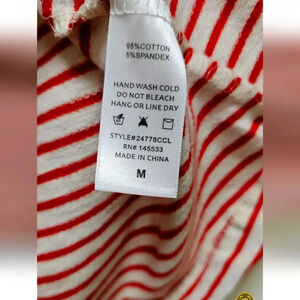 95%COTTON
5%SPANDEX
HAND WASH COLD
DO NOT BLEACH
HANG OR LINE DRY
STYLE#24778CCL
RN# 145533
MADE IN CHINA
M